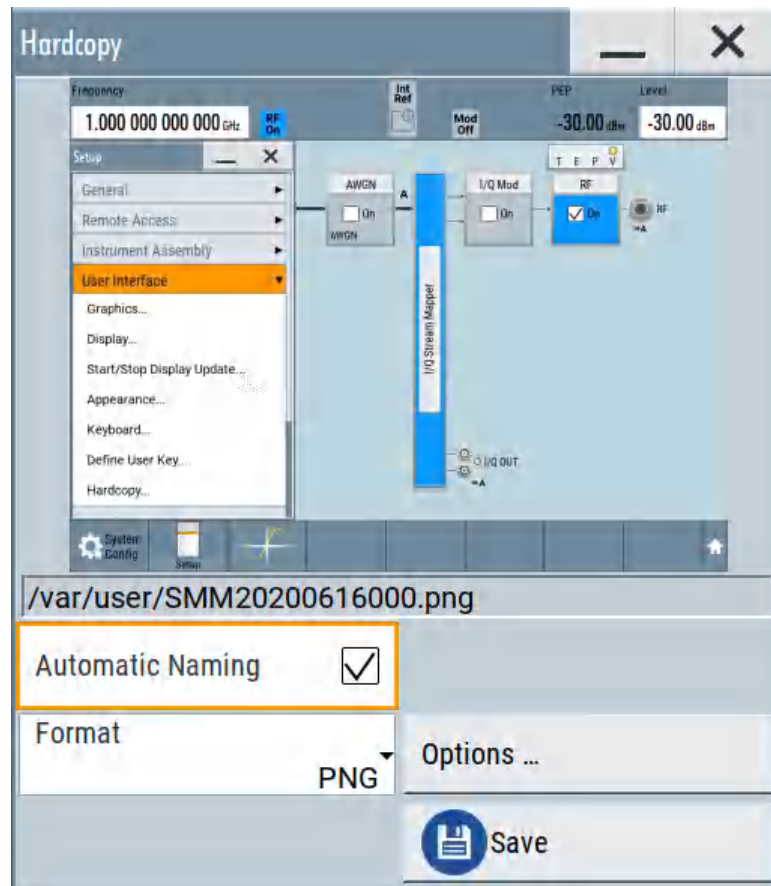 Hardcopy
Frequency
Int Ref
PEP
Level
1.000 000 000 000 GHz
RF On
Mod Off
-30.00 dBm
-30.00 dBm
Setup
T E P V
General
Remote Access
Instrument Assembly
User Interface
Graphics...
Display...
Start/Stop Display Update...
Appearance...
Keyboard...
Define User Key...
Hardcopy...
AWGN
On
AWGN
A
I/Q Stream Mapper
I/Q Mod
On
RF
On
RF
∞A
I/Q OUT
∞A
System Config
Setup
/var/user/SMM20200616000.png
Automatic Naming
Format
PNG
Options ...
Save